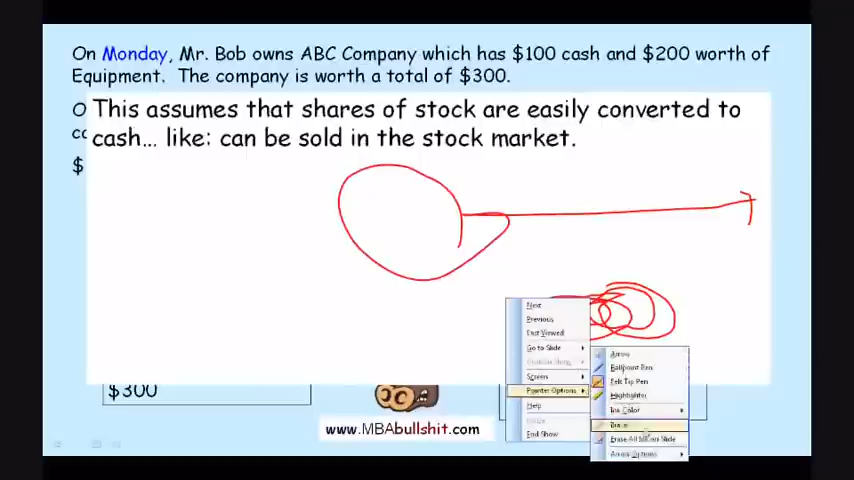 On Monday, Mr. Bob owns ABC Company which has $100 cash and $200 worth of
Equipment. The company is worth a total of $300.
O
This assumes that shares of stock are easily converted to
cc
cash... like: can be sold in the stock market.
$
Next
Previous
Last Viewed
Go to Slide
Screen
Pointer Options
Help
End Show
Arrow
Ballpoint Pen
Felt Tip Pen
Highlighter
Ink Color
Erase All Ink on Slide
Arrow Options
$300
www.MBAbullshit.com